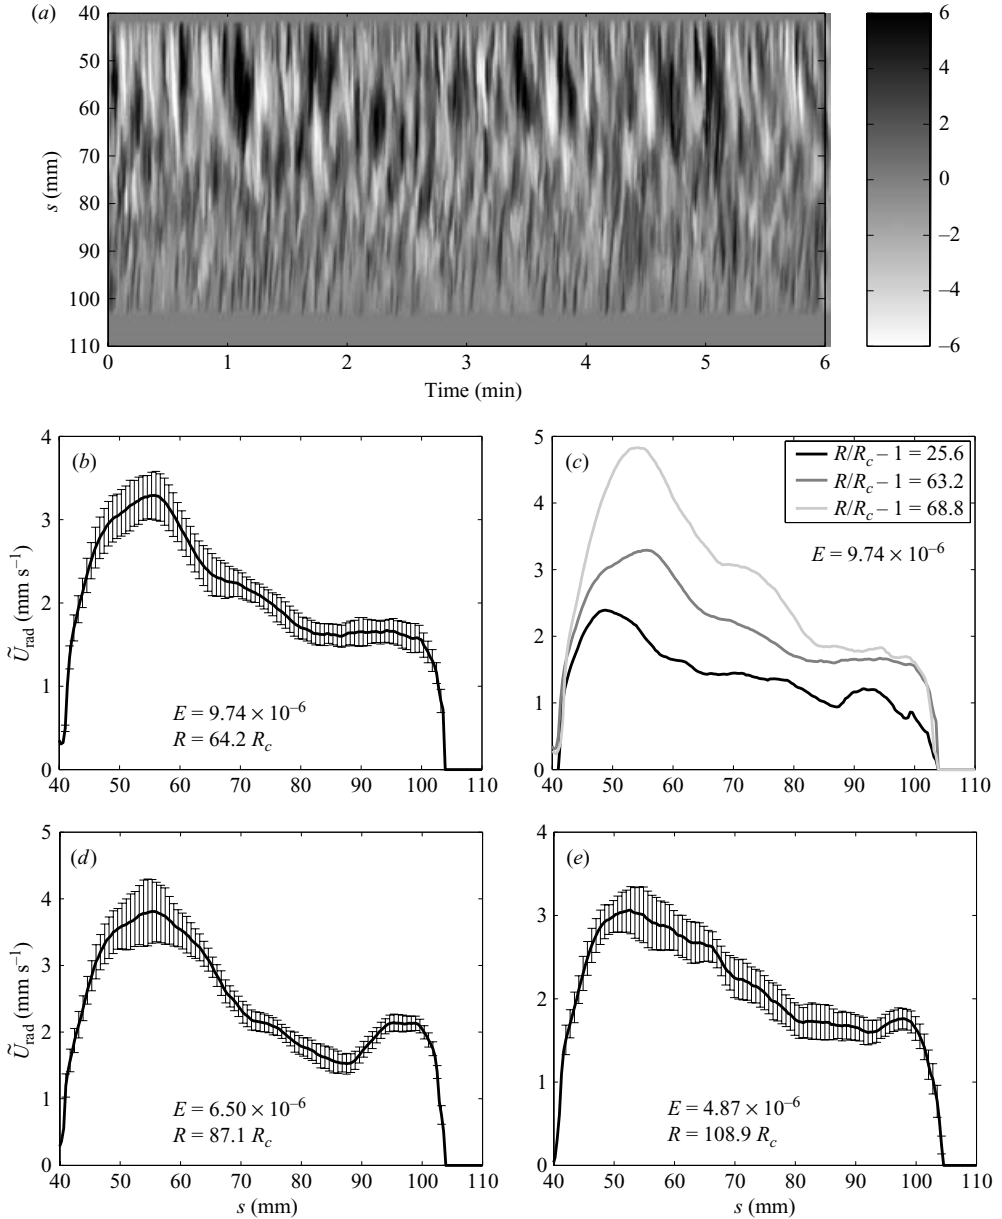 (a)
40
50
60
70
80
90
100
110
s (mm)
0
1
2
3
4
5
6
Time (min)
6
4
2
0
–2
–4
–6
(b)
4
3
2
1
0
Ũrad (mm s⁻¹)
E = 9.74 × 10⁻⁶
R = 64.2 Rc
40 50 60 70 80 90 100 110
(c)
5
4
3
2
1
0
R/Rc – 1 = 25.6
R/Rc – 1 = 63.2
R/Rc – 1 = 68.8
E = 9.74 × 10⁻⁶
40 50 60 70 80 90 100 110
(d)
5
4
3
2
1
0
Ũrad (mm s⁻¹)
E = 6.50 × 10⁻⁶
R = 87.1 Rc
40 50 60 70 80 90 100 110
s (mm)
(e)
4
3
2
1
0
E = 4.87 × 10⁻⁶
R = 108.9 Rc
40 50 60 70 80 90 100 110
s (mm)